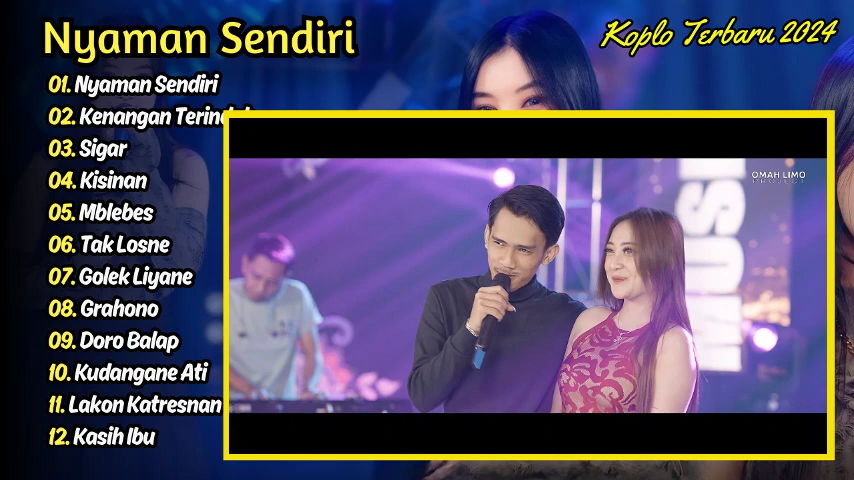 Nyaman Sendiri
Koplo Terbaru 2024
01. Nyaman Sendiri
02. Kenangan
03. Sigar
04. Kisinan
05. Mblebes
06. Tak Losne
07. Golek Liyane
08. Grahono
09. Doro Balap
10. Kudangane Ati
11. Lakon Katresnan
12. Kasih Ibu
OMAH LIMO
MUSI